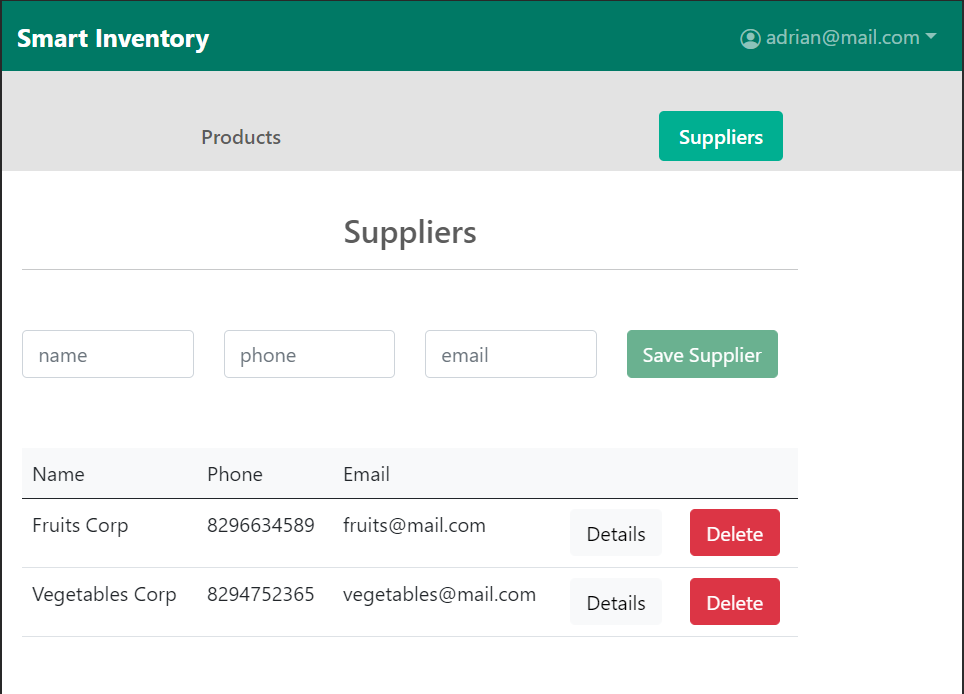 Smart Inventory adrian@mail.com
Products Suppliers
Suppliers
name phone email Save Supplier
Name Phone Email
Fruits Corp 8296634589 fruits@mail.com Details Delete
Vegetables Corp 8294752365 vegetables@mail.com Details Delete